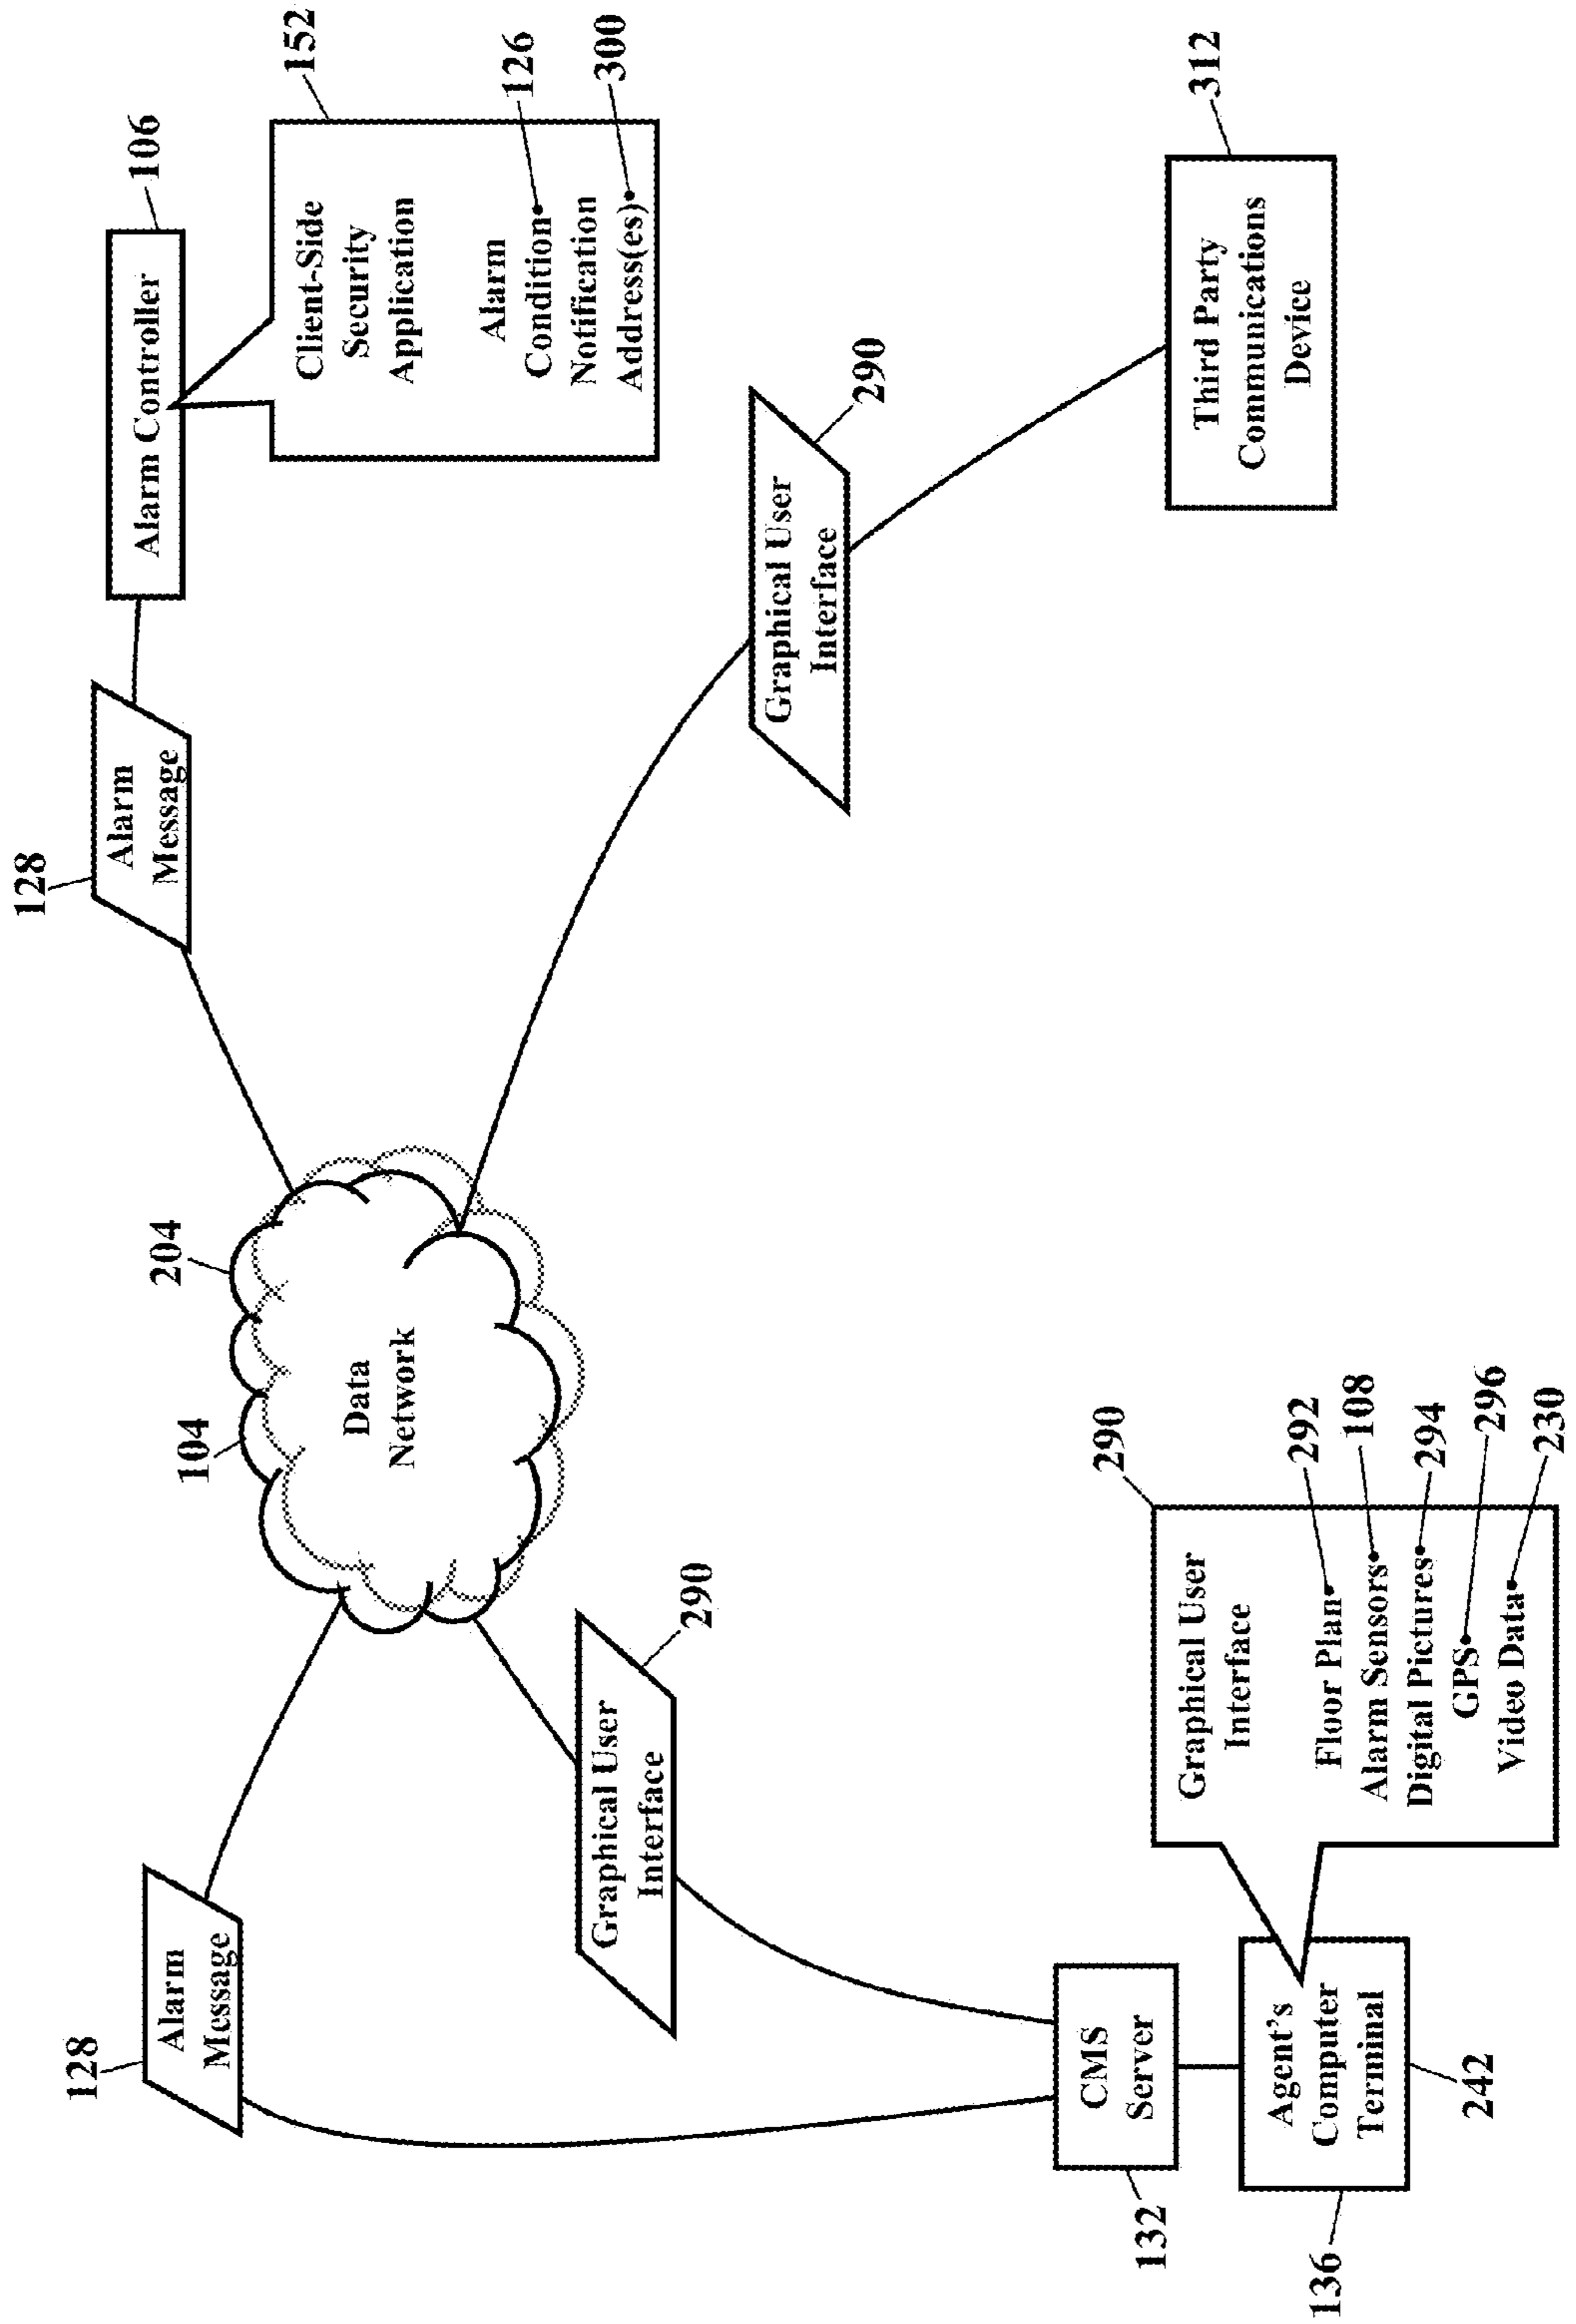 128
Alarm
Message
104
204
Data
Network
128
Alarm
Message
106
Alarm Controller
152
Client-Side
Security
Application
Alarm
Condition
126
Notification
Address(es)
300
290
Graphical User
Interface
290
Graphical User
Interface
132
CMS
Server
136
Agent's
Computer
Terminal
242
290
Graphical User
Interface
Floor Plan
292
Alarm Sensors
108
Digital Pictures
294
GPS
296
Video Data
230
312
Third Party
Communications
Device